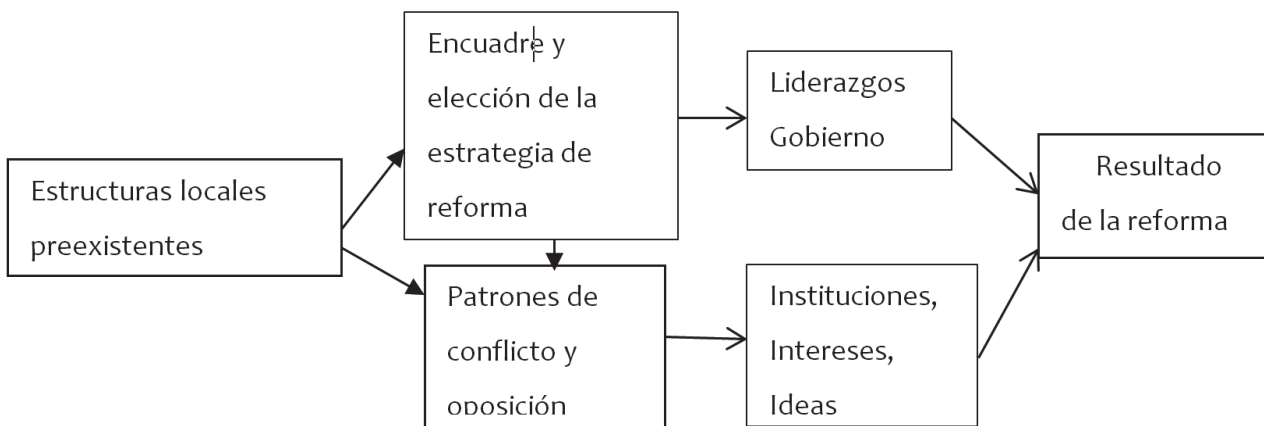 Estructuras locales
preexistentes
Encuadre y
elección de la
estrategia de
reforma
Patrones de
conflicto y
oposición
Liderazgos
Gobierno
Instituciones,
Intereses,
Ideas
Resultado
de la reforma